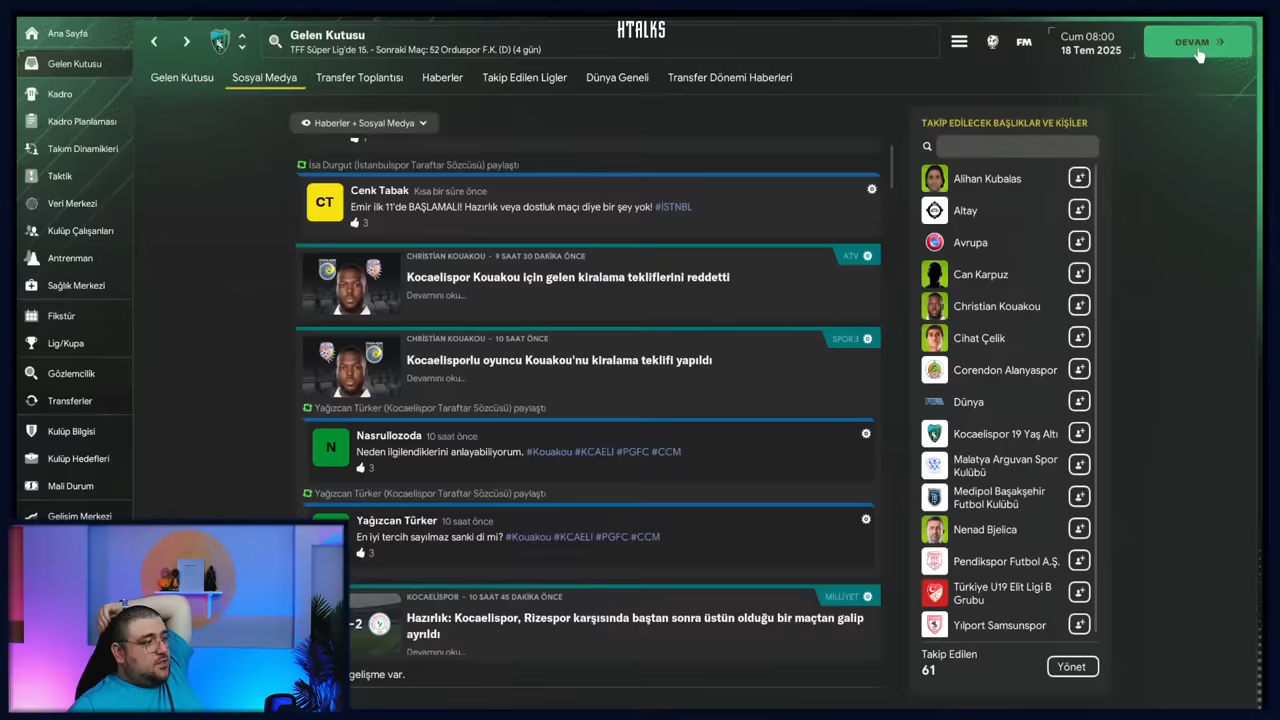 HTALKS
Ana Sayfa
Gelen Kutusu
Kadro
Kadro Planlaması
Takım Dinamikleri
Taktik
Veri Merkezi
Kulüp Çalışanları
Antrenman
Sağlık Merkezi
Fikstür
Lig/Kupa
Gözlemcilik
Transferler
Kulüp Bilgisi
Kulüp Hedefleri
Mali Durum
Gelişim Merkezi
Gelen Kutusu
TFF Süper Lig'de 15. - Sonraki Maç: 52 Orduspor F.K. (D) (4 gün)
FM
Cum 08:00
18 Tem 2025
DEVAM
Gelen Kutusu
Sosyal Medya
Transfer Toplantısı
Haberler
Takip Edilen Ligler
Dünya Geneli
Transfer Dönemi Haberleri
Haberler + Sosyal Medya
İsa Durgut (İstanbulspor Taraftar Sözcüsü) paylaştı
CT
Cenk Tabak Kısa bir süre önce
Emir ilk 11'de BAŞLAMALI! Hazırlık veya dostluk maçı diye bir şey yok! #İSTNBL
3
CHRİSTİAN KOUAKOU - 9 SAAT 30 DAKİKA ÖNCE
ATV
Kocaelispor Kouakou için gelen kiralama tekliflerini reddetti
Devamını oku...
CHRİSTİAN KOUAKOU - 10 SAAT ÖNCE
SPOR.3
Kocaelisporlu oyuncu Kouakou'nu kiralama teklifi yapıldı
Devamını oku...
Yağızcan Türker (Kocaelispor Taraftar Sözcüsü) paylaştı
N
Nasrullozoda 10 saat önce
Neden ilgilendiklerini anlayabiliyorum. #Kouakou #KCAELI #PGFC #CCM
3
Yağızcan Türker (Kocaelispor Taraftar Sözcüsü) paylaştı
Yağızcan Türker 10 saat önce
En iyi tercih sayılmaz sanki di mi? #Kouakou #KCAELI #PGFC #CCM
3
KOCAELİSPOR - 10 SAAT 45 DAKİKA ÖNCE
MİLLİYET
-2
Hazırlık: Kocaelispor, Rizespor karşısında baştan sonra üstün olduğu bir maçtan galip
ayrıldı
Devamını oku...
gelişme var.
TAKİP EDİLECEK BAŞLIKLAR VE KİŞİLER
Alihan Kubalas
Altay
Avrupa
Can Karpuz
Christian Kouakou
Cihat Çelik
Corendon Alanyaspor
Dünya
Kocaelispor 19 Yaş Altı
Malatya Arguvan Spor
Kulübü
Medipol Başakşehir
Futbol Kulübü
Nenad Bjelica
Pendikspor Futbol A.Ş.
Türkiye U19 Elit Ligi B
Grubu
Yılport Samsunspor
Takip Edilen
61
Yönet